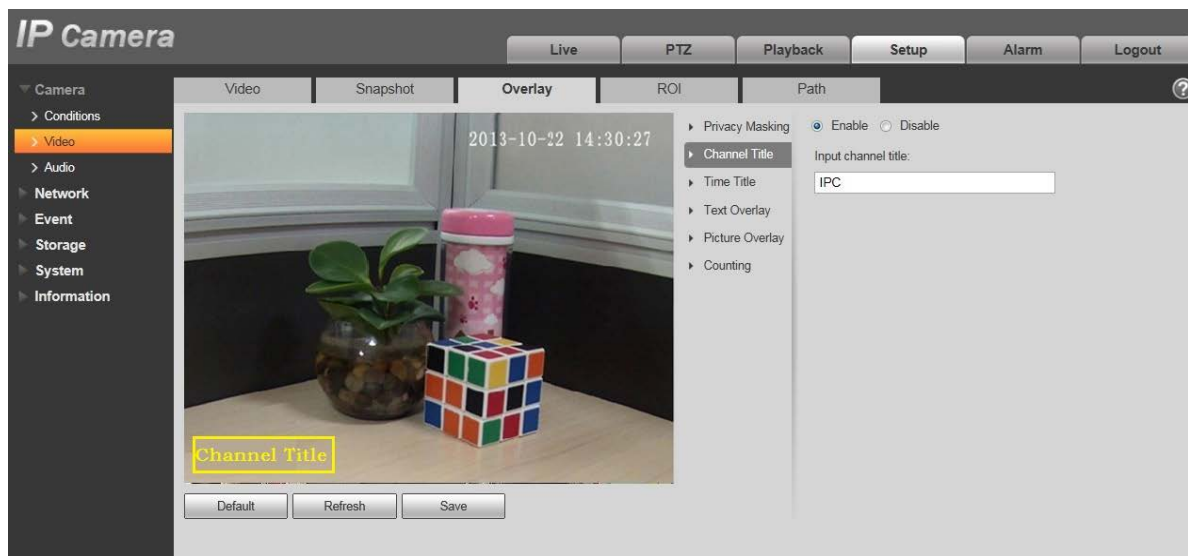 IP Camera
Live
PTZ
Playback
Setup
Alarm
Logout
Camera
Conditions
Video
Audio
Network
Event
Storage
System
Information
Video
Snapshot
Overlay
ROI
Path
?
2013-10-22 14:30:27
Channel Title
Default
Refresh
Save
Privacy Masking
Channel Title
Time Title
Text Overlay
Picture Overlay
Counting
Enable Disable
Input channel title:
IPC